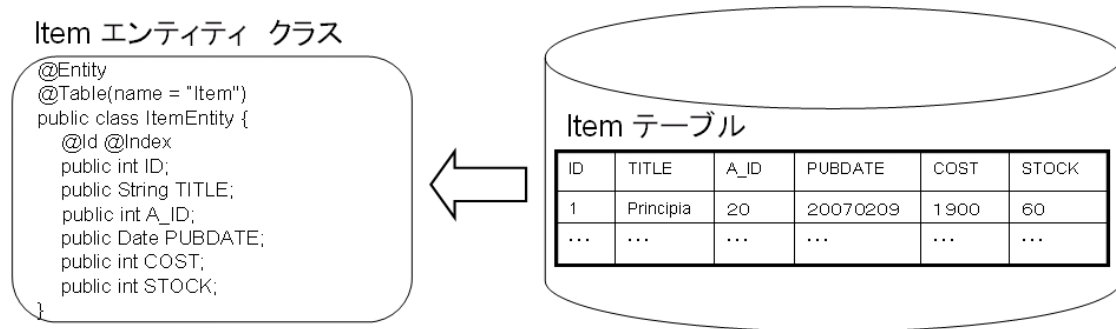 Item エンティティ クラス
@Entity
@Table(name = "Item")
public class ItemEntity {
@Id @Index
public int ID;
public String TITLE;
public int A_ID;
public Date PUBDATE;
public int COST;
public int STOCK;
}
Item テーブル
ID TITLE A_ID PUBDATE COST STOCK
1 Principia 20 20070209 1900 60
… … … … … …